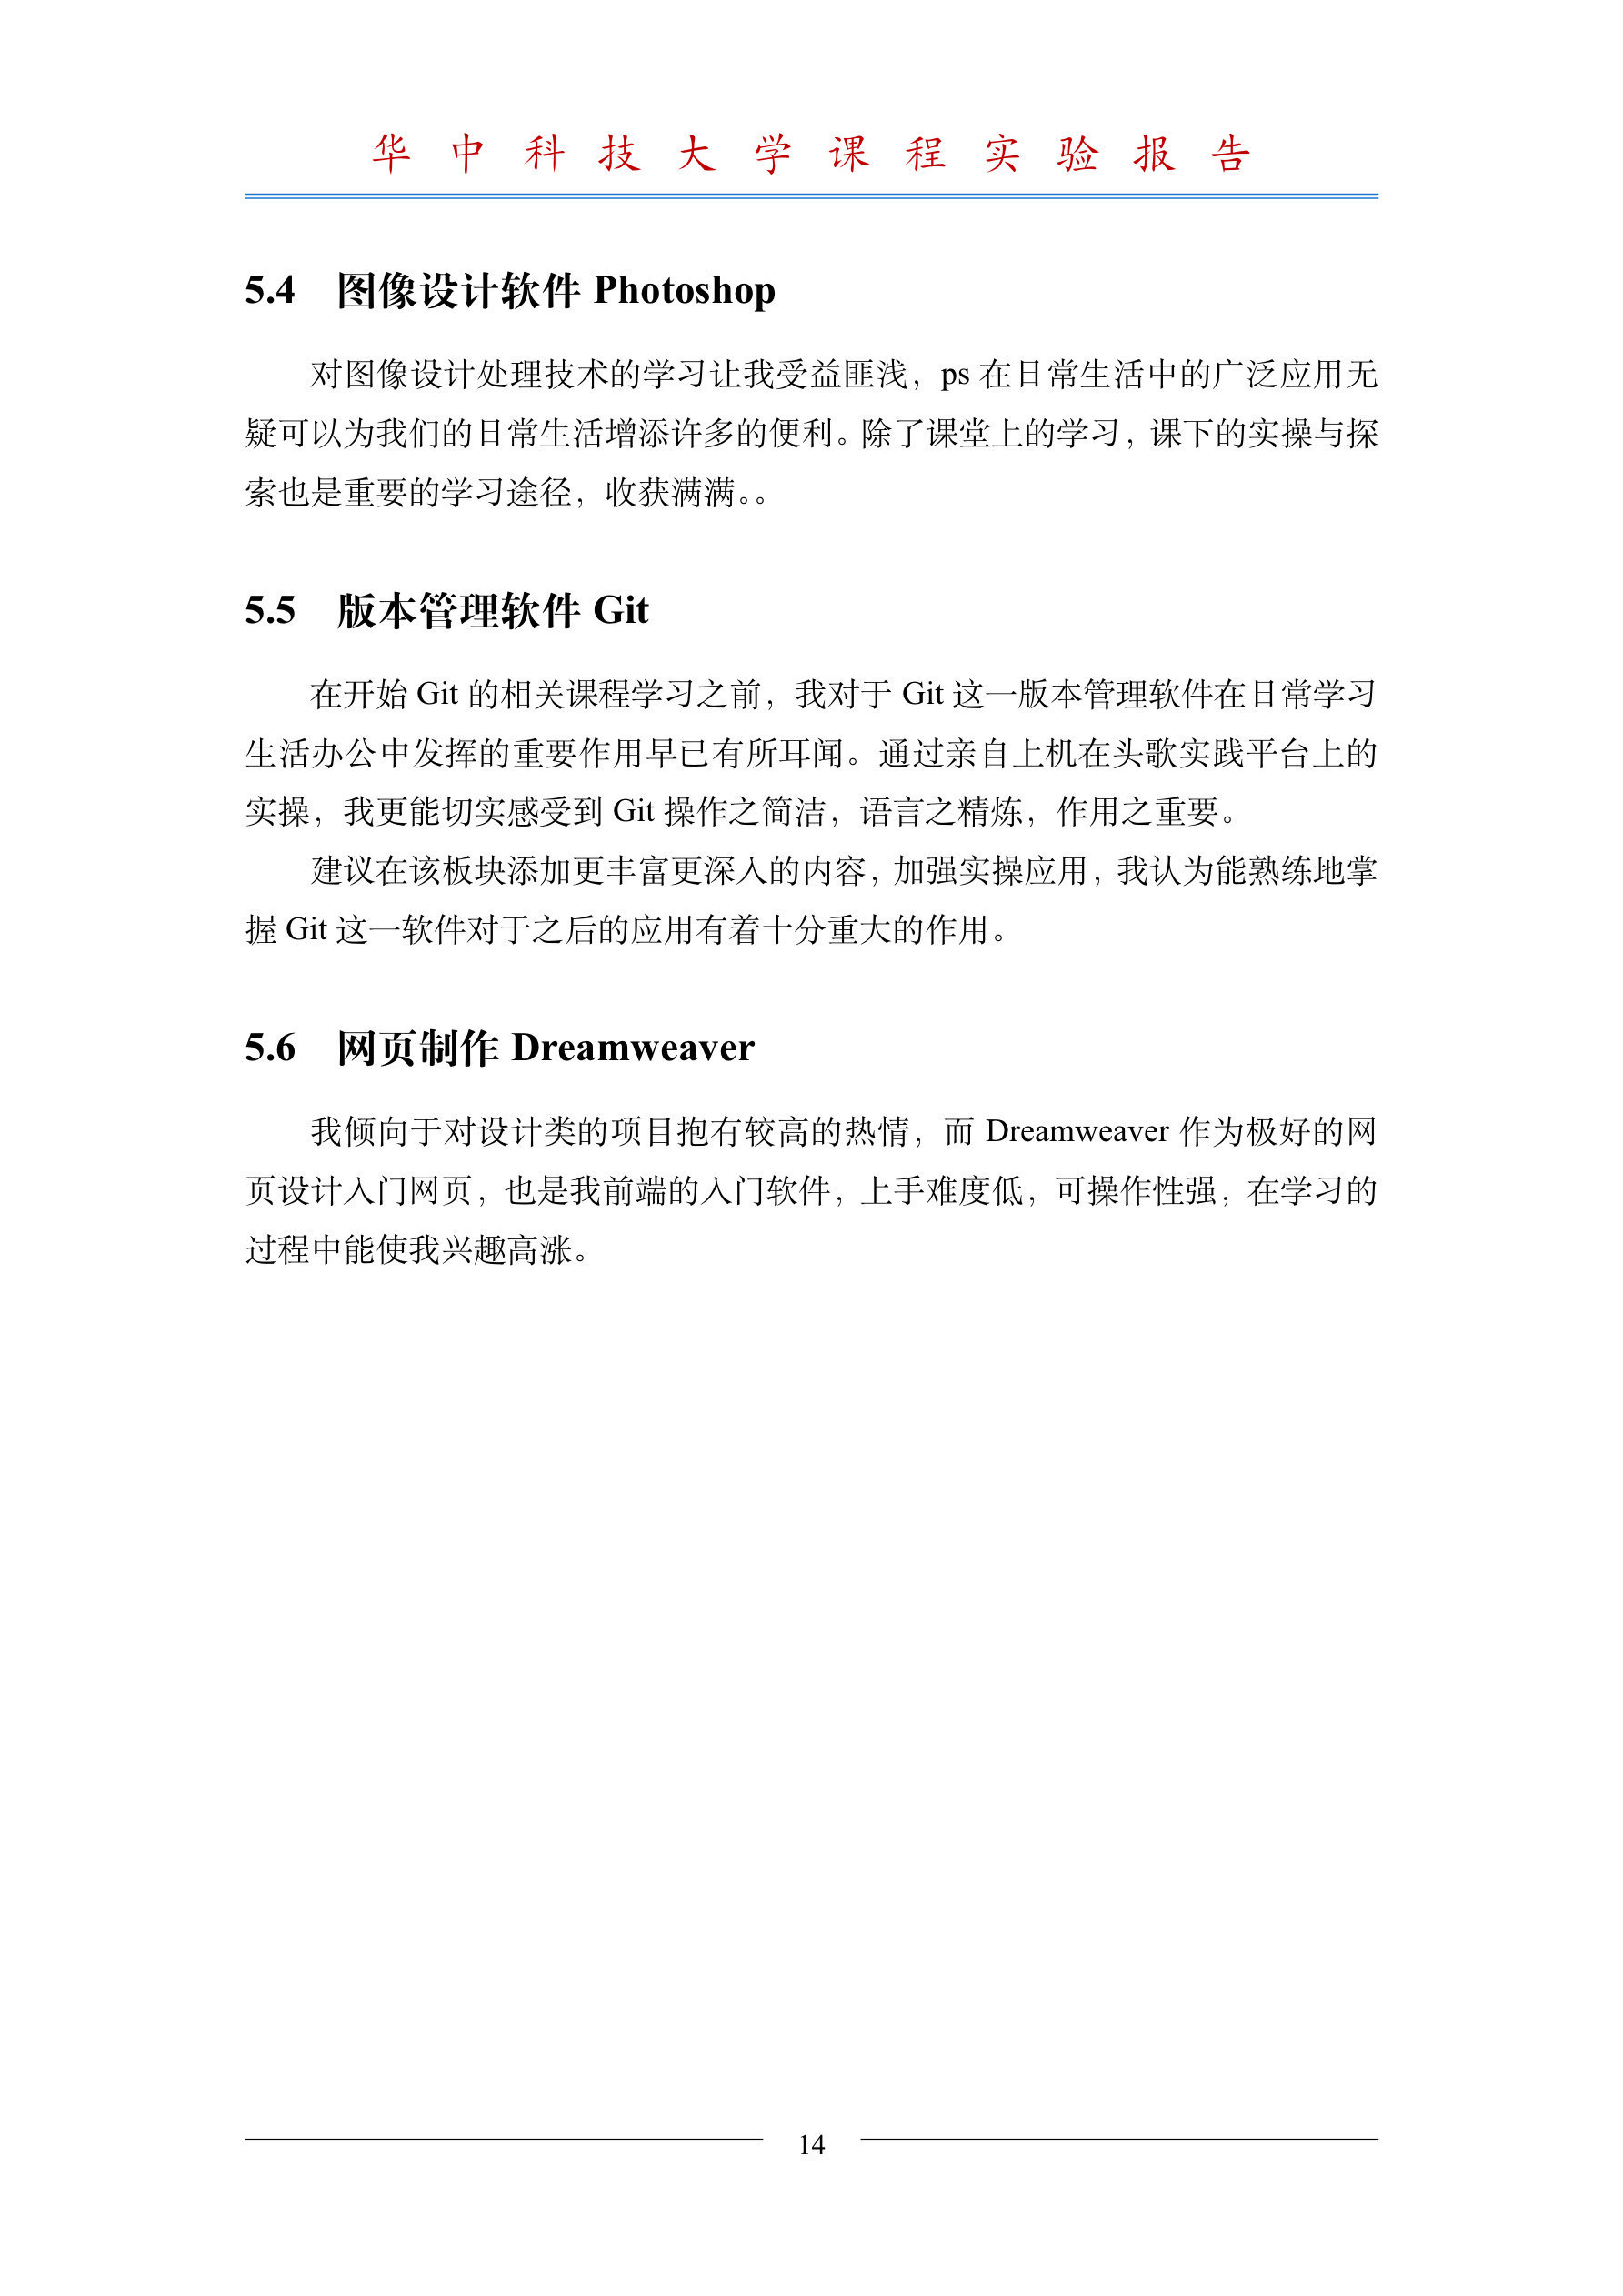 华中科技大学课程实验报告
5.4 图像设计软件 Photoshop
对图像设计处理技术的学习让我受益匪浅，ps 在日常生活中的广泛应用无
疑可以为我们的日常生活增添许多的便利。除了课堂上的学习，课下的实操与探
索也是重要的学习途径，收获满满。。
5.5 版本管理软件 Git
在开始 Git 的相关课程学习之前，我对于 Git 这一版本管理软件在日常学习
生活办公中发挥的重要作用早已有所耳闻。通过亲自上机在头歌实践平台上的
实操，我更能切实感受到 Git 操作之简洁，语言之精炼，作用之重要。
建议在该板块添加更丰富更深入的内容，加强实操应用，我认为能熟练地掌
握 Git 这一软件对于之后的应用有着十分重大的作用。
5.6 网页制作 Dreamweaver
我倾向于对设计类的项目抱有较高的热情，而 Dreamweaver 作为极好的网
页设计入门网页，也是我前端的入门软件，上手难度低，可操作性强，在学习的
过程中能使我兴趣高涨。
14